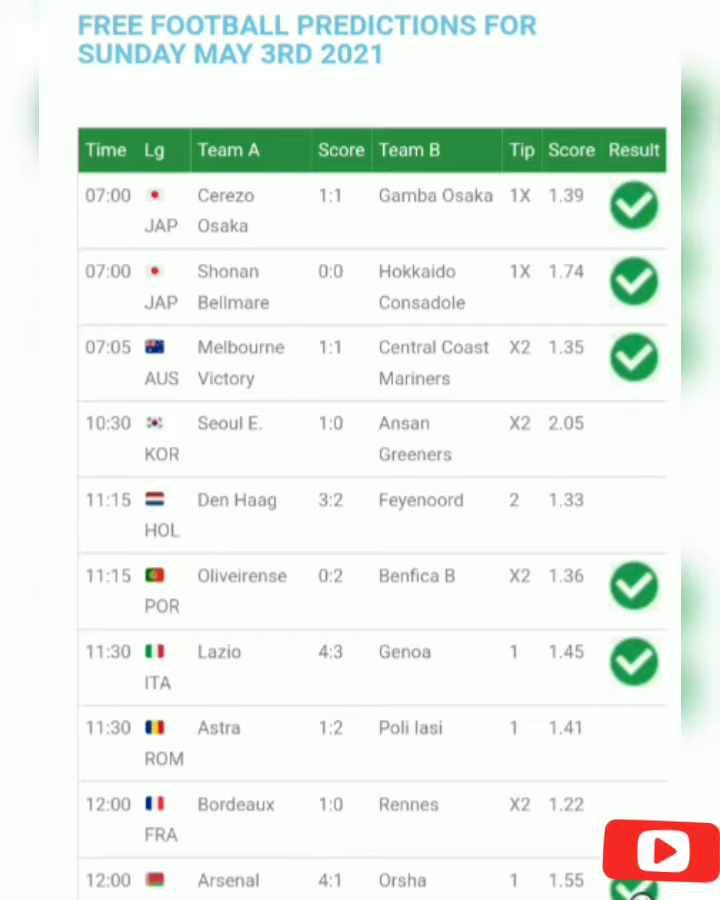 FREE FOOTBALL PREDICTIONS FOR
SUNDAY MAY 3RD 2021
Time Lg Team A Score Team B Tip Score Result
07:00 Cerezo 1:1 Gamba Osaka 1X 1.39
JAP Osaka
07:00 Shonan 0:0 Hokkaido 1X 1.74
JAP Bellmare Consadole
07:05 Melbourne 1:1 Central Coast X2 1.35
AUS Victory Mariners
10:30 Seoul E. 1:0 Ansan X2 2.05
KOR Greeners
11:15 Den Haag 3:2 Feyenoord 2 1.33
HOL
11:15 Oliveirense 0:2 Benfica B X2 1.36
POR
11:30 Lazio 4:3 Genoa 1 1.45
ITA
11:30 Astra 1:2 Poli Iasi 1 1.41
ROM
12:00 Bordeaux 1:0 Rennes X2 1.22
FRA
12:00 Arsenal 4:1 Orsha 1 1.55